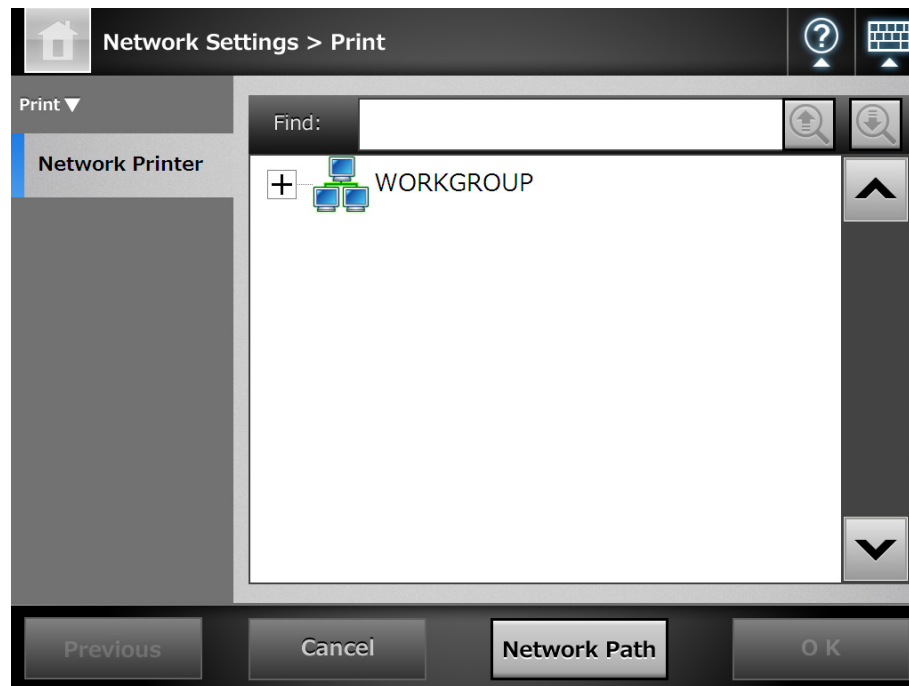 Network Settings > Print
?
Print▼
Network Printer
Find:
WORKGROUP
Previous
Cancel
Network Path
O K